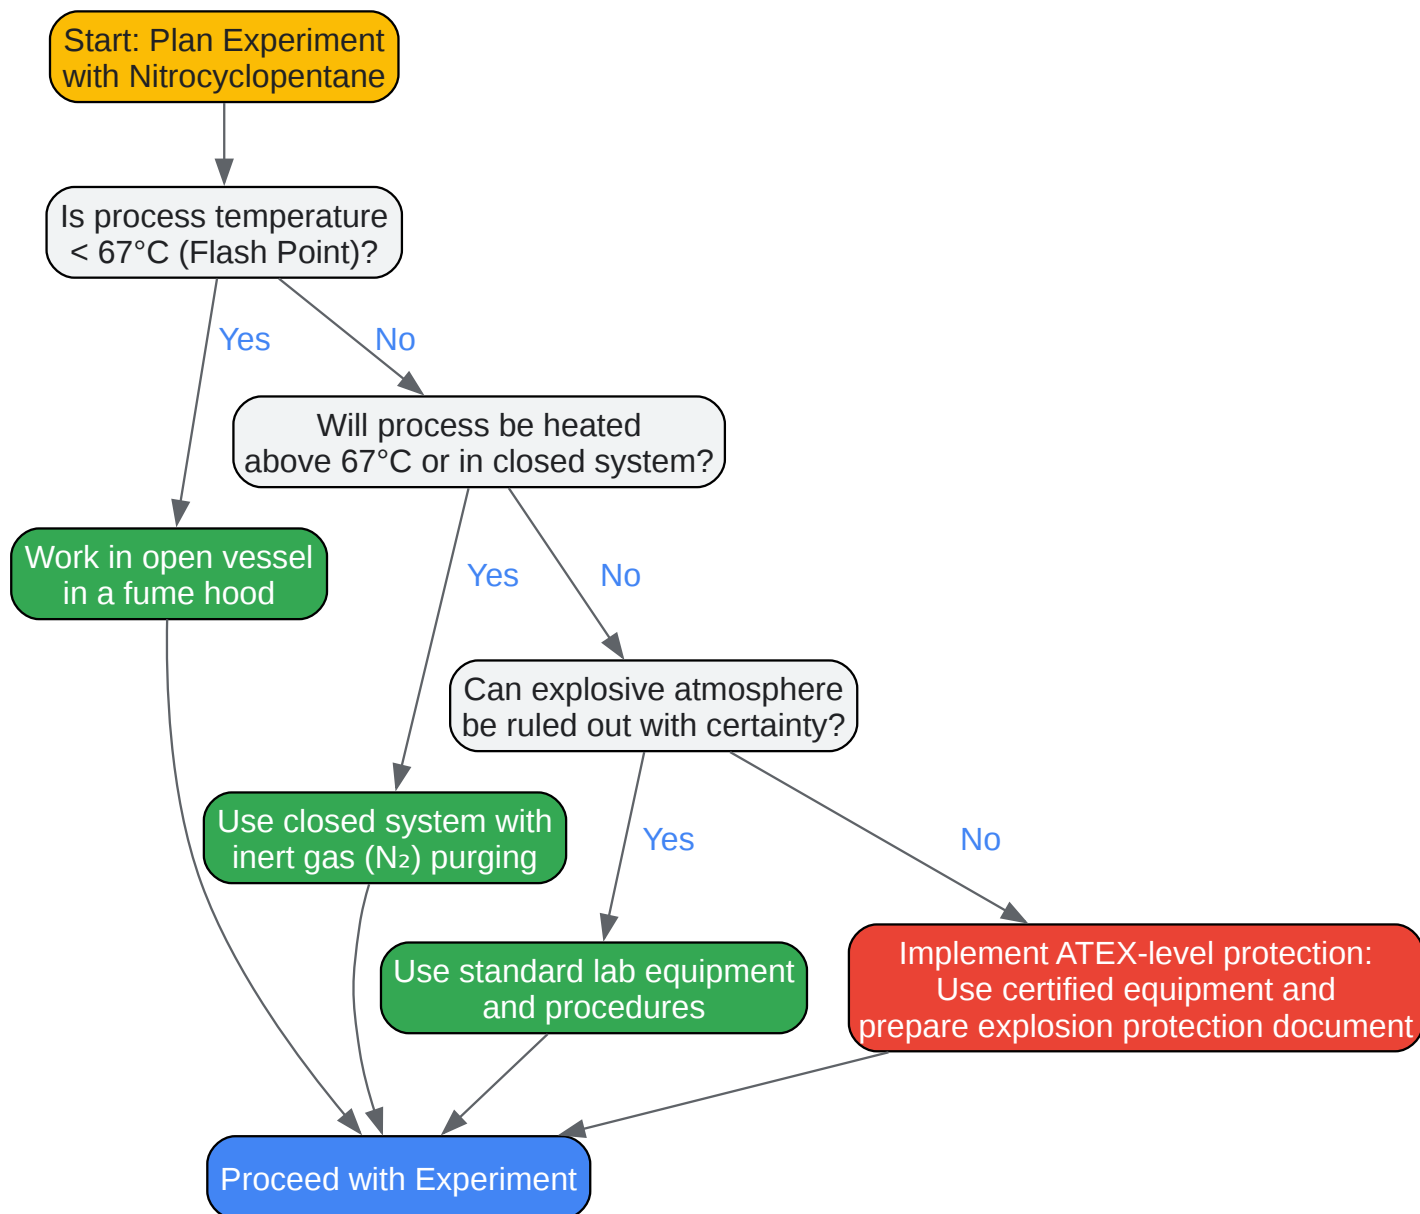 Start: Plan Experiment
with Nitrocyclopentane
Is process temperature
< 67°C (Flash Point)?
Yes
No
Will process be heated
above 67°C or in closed system?
Work in open vessel
in a fume hood
Yes
No
Can explosive atmosphere
be ruled out with certainty?
Use closed system with
inert gas (N₂) purging
Yes
No
Use standard lab equipment
and procedures
Implement ATEX-level protection:
Use certified equipment and
prepare explosion protection document
Proceed with Experiment